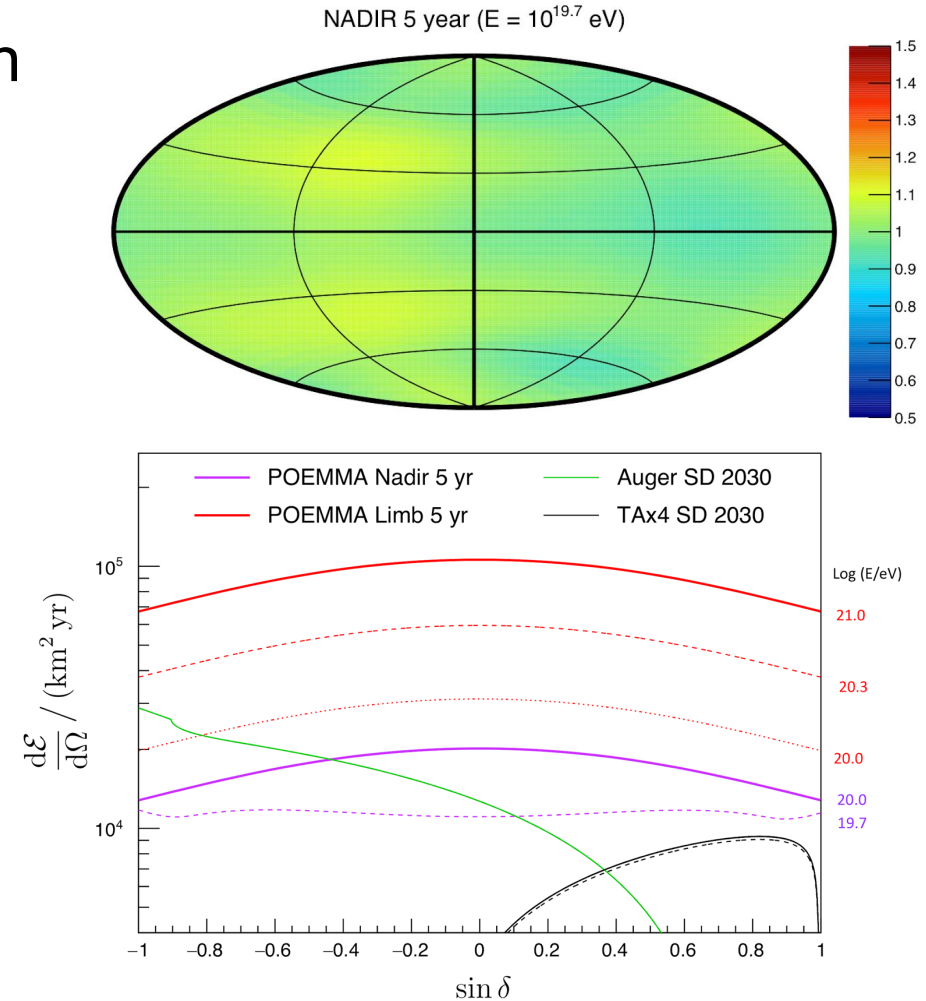 n
NADIR 5 year (E = 10^19.7 eV)
1.5
1.4
1.3
1.2
1.1
1
0.9
0.8
0.7
0.6
0.5
POEMMA Nadir 5 yr
Auger SD 2030
POEMMA Limb 5 yr
TAx4 SD 2030
10^5
10^4
dℰ/dΩ / (km² yr)
Log (E/eV)
21.0
20.3
20.0
20.0
19.7
−1 −0.8 −0.6 −0.4 −0.2 0 0.2 0.4 0.6 0.8 1
sin δ